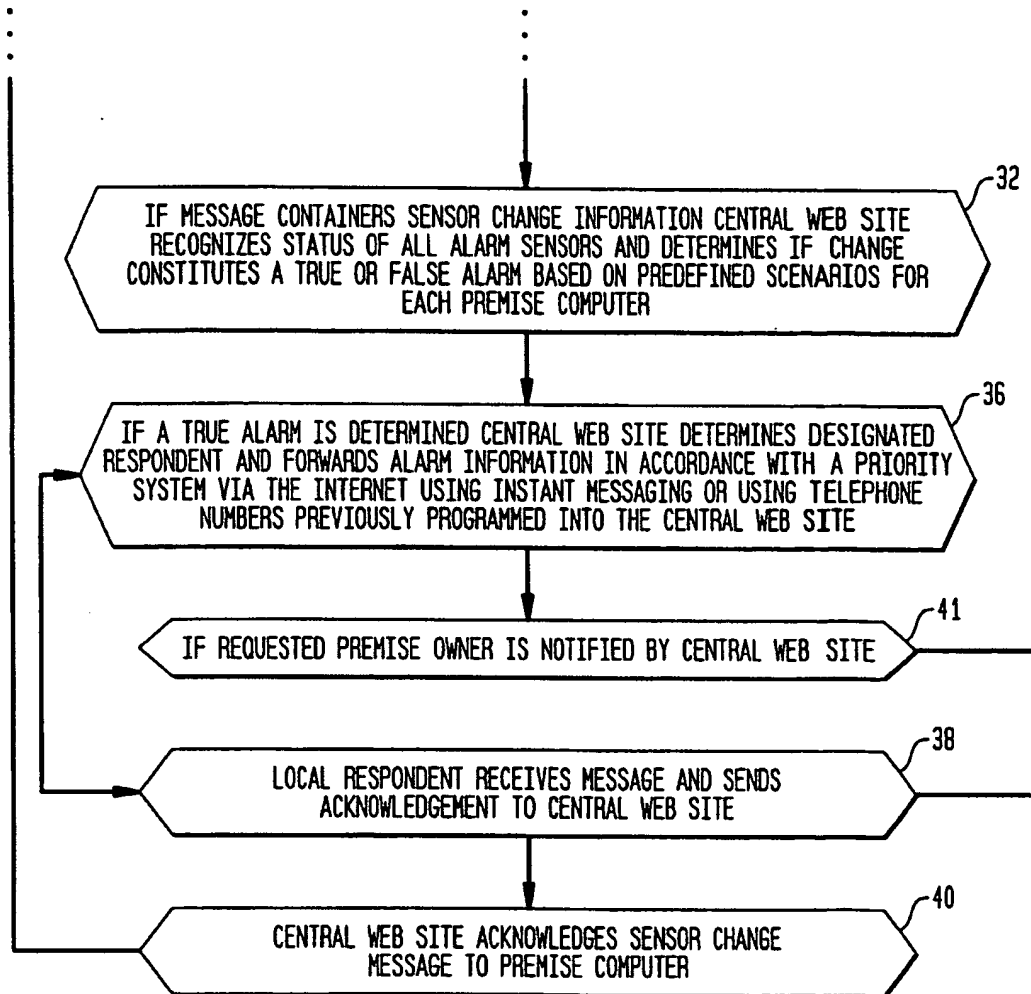 32
IF MESSAGE CONTAINERS SENSOR CHANGE INFORMATION CENTRAL WEB SITE
RECOGNIZES STATUS OF ALL ALARM SENSORS AND DETERMINES IF CHANGE
CONSTITUTES A TRUE OR FALSE ALARM BASED ON PREDEFINED SCENARIOS FOR
EACH PREMISE COMPUTER
36
IF A TRUE ALARM IS DETERMINED CENTRAL WEB SITE DETERMINES DESIGNATED
RESPONDENT AND FORWARDS ALARM INFORMATION IN ACCORDANCE WITH A PRIORITY
SYSTEM VIA THE INTERNET USING INSTANT MESSAGING OR USING TELEPHONE
NUMBERS PREVIOUSLY PROGRAMMED INTO THE CENTRAL WEB SITE
41
IF REQUESTED PREMISE OWNER IS NOTIFIED BY CENTRAL WEB SITE
38
LOCAL RESPONDENT RECEIVES MESSAGE AND SENDS
ACKNOWLEDGEMENT TO CENTRAL WEB SITE
40
CENTRAL WEB SITE ACKNOWLEDGES SENSOR CHANGE
MESSAGE TO PREMISE COMPUTER